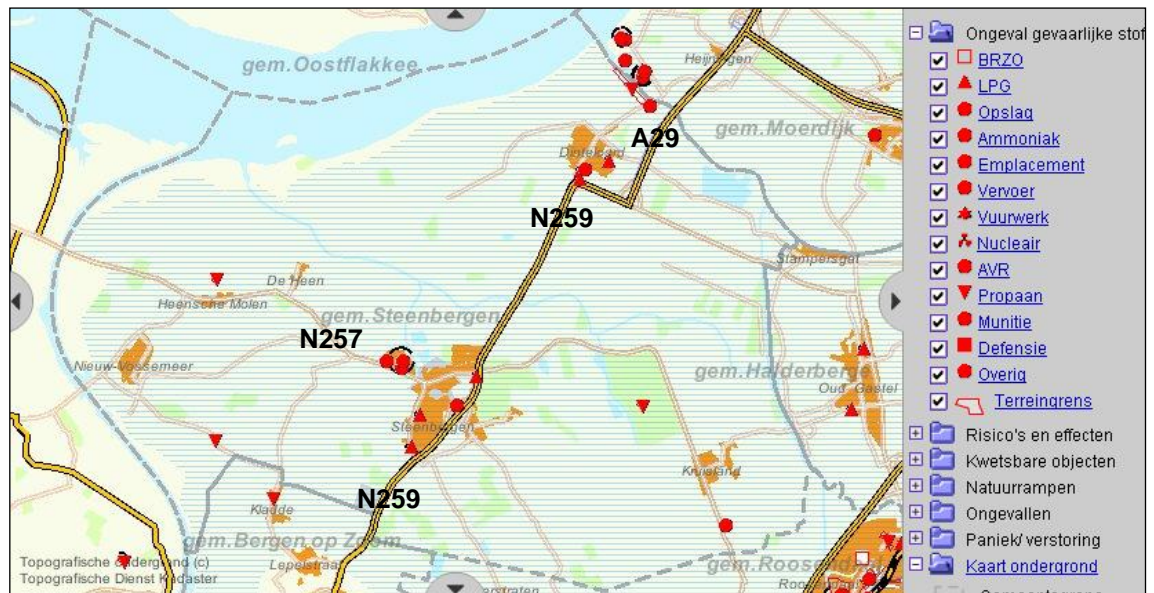 gem.Oostflakkee
Heijningen
A29
gem.Moerdijk
Dinteloord
N259
Stampersgat
De Heen
Heensche Molen
gem.Steenbergen
N257
Nieuw-Vossemeer
gem.Halderberge
Oud Gastel
Steenbergen
Kruisland
N259
Kladde
gem.Bergen op Zoom
Lepelstraat
gem.Roosendaal
Topografische ondergrond (c)
Topografische Dienst Kadaster
Ongeval gevaarlijke stof
BRZO
LPG
Opslag
Ammoniak
Emplacement
Vervoer
Vuurwerk
Nucleair
AVR
Propaan
Munitie
Defensie
Overig
Terreingrens
Risico's en effecten
Kwetsbare objecten
Natuurrampen
Ongevallen
Paniek/ verstoring
Kaart ondergrond